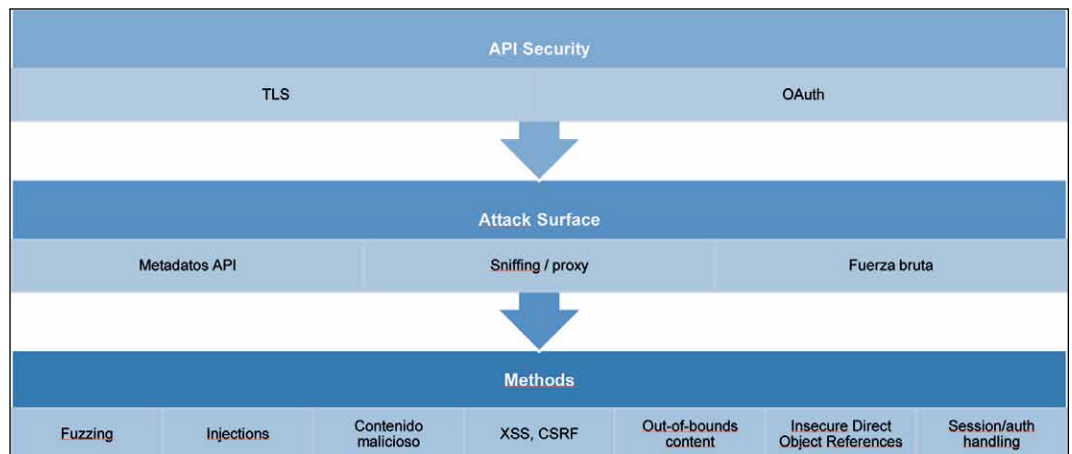 API Security
TLS
OAuth
Attack Surface
Metadatos API
Sniffing / proxy
Fuerza bruta
Methods
Fuzzing
Injections
Contenido
malicioso
XSS, CSRF
Out-of-bounds
content
Insecure Direct
Object References
Session/auth
handling